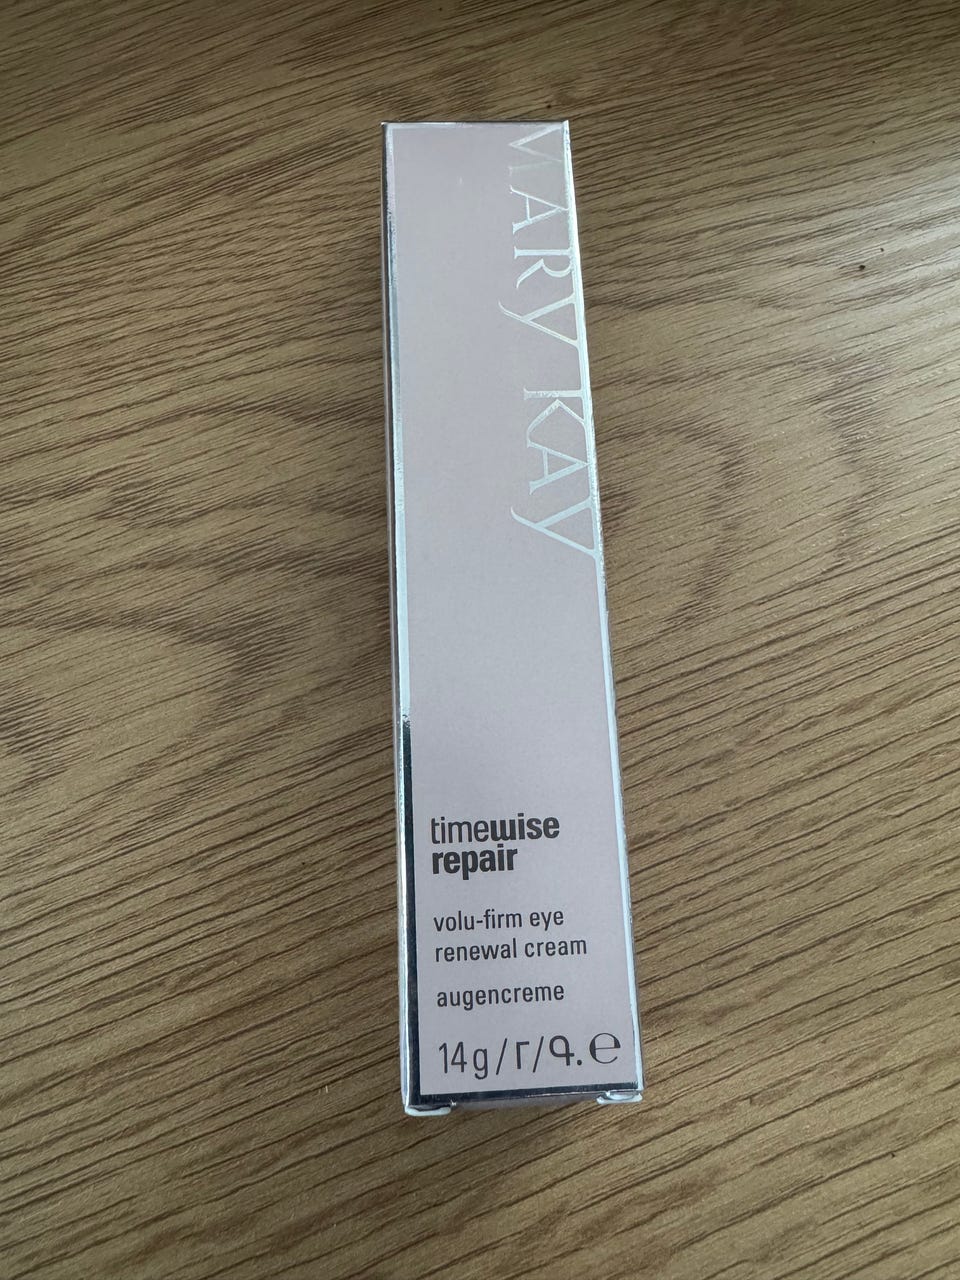 MARY KAY
timewise
repair
volu-firm eye
renewal cream
augencreme
14g/Г/Գ. ℮